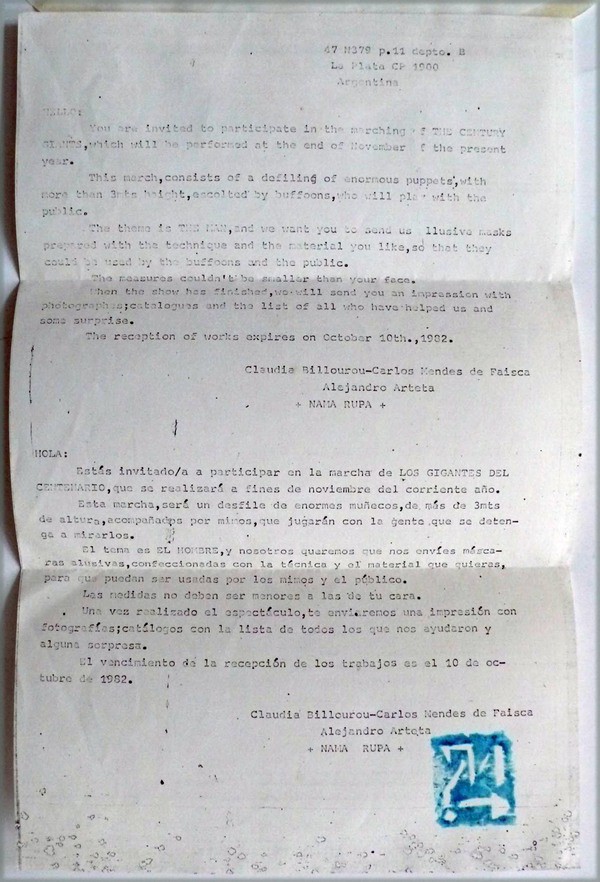 47 N379 p.11 depto. B
La Plata CP 1900
Argentina
HELLO:
You are invited to participate in the marching f THE CENTURY
GIANTS,which will be performed at the end of November f the present
year.
This march,consists of a defiling of enormous puppets,with
more than 3mts height,escolted by buffoons,who will play with the
public.
The theme is THE MAN,and we want you to send us llusive masks
prepared with the technique and the material you like,so that they
could be used by the buffoons and the public.
The measures couldn't be smaller than your face.
When the show has finished,we will send you an impression with
photographs;catalogues and the list of all who have helped us and
some surprise.
The reception of works expires on October 10th.,1982.
Claudia Billourou-Carlos Mendes de Faisca
Alejandro Arteta
+ NAMA RUPA +
HOLA:
Estás invitado/a a participar en la marcha de LOS GIGANTES DEL
CENTENARIO,que se realizará a fines de noviembre del corriente año.
Esta marcha,será un desfile de enormes muñecos,de más de 3mts
de altura,acompañados por mimos,que jugarán con la gente que se deten-
ga a mirarlos.
El tema es EL HOMBRE,y nosotros queremos que nos envíes másca-
ras alusivas,confeccionadas con la técnica y el material que quieras,
para que puedan ser usadas por los mimos y el público.
Las medidas no deben ser menores a las de tu cara.
Una vez realizado el espectáculo,te enviaremos una impresión con
fotografías;catálogos con la lista de todos los que nos ayudaron y
alguna sorpresa.
El vencimiento de la recepción de los trabajos es el 10 de oc-
tubre de 1982.
Claudia Billourou-Carlos Mendes de Faisca
Alejandro Arteta
+ NAMA RUPA +